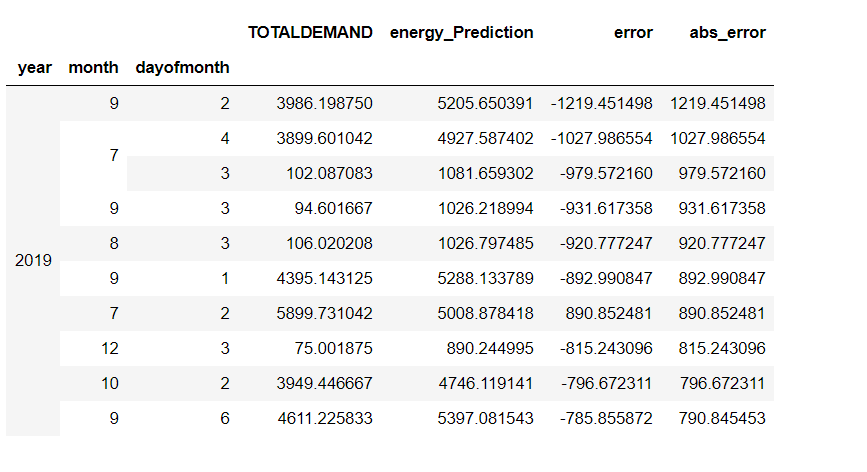 TOTALDEMAND energy_Prediction error abs_error
year month dayofmonth
2019 9 2 3986.198750 5205.650391 -1219.451498 1219.451498
7 4 3899.601042 4927.587402 -1027.986554 1027.986554
3 102.087083 1081.659302 -979.572160 979.572160
9 3 94.601667 1026.218994 -931.617358 931.617358
8 3 106.020208 1026.797485 -920.777247 920.777247
9 1 4395.143125 5288.133789 -892.990847 892.990847
7 2 5899.731042 5008.878418 890.852481 890.852481
12 3 75.001875 890.244995 -815.243096 815.243096
10 2 3949.446667 4746.119141 -796.672311 796.672311
9 6 4611.225833 5397.081543 -785.855872 790.845453